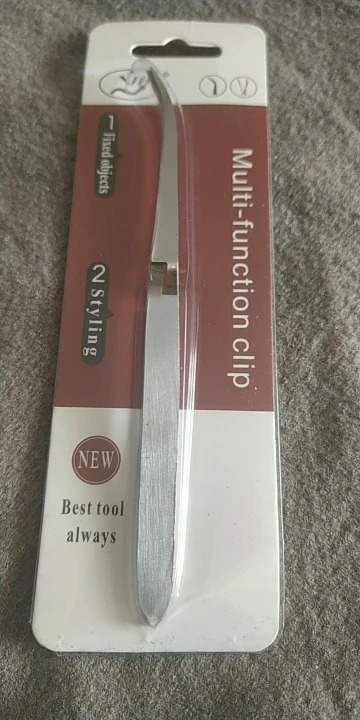 1 Fixed objects
2 Styling
Multi-function clip
NEW
Best tool
always